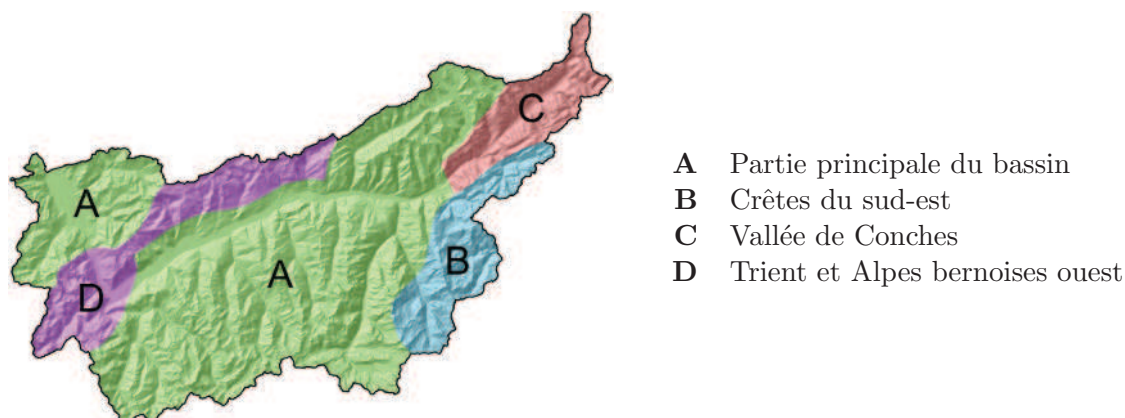 C
A
B
A
D
A Partie principale du bassin
B Crêtes du sud-est
C Vallée de Conches
D Trient et Alpes bernoises ouest